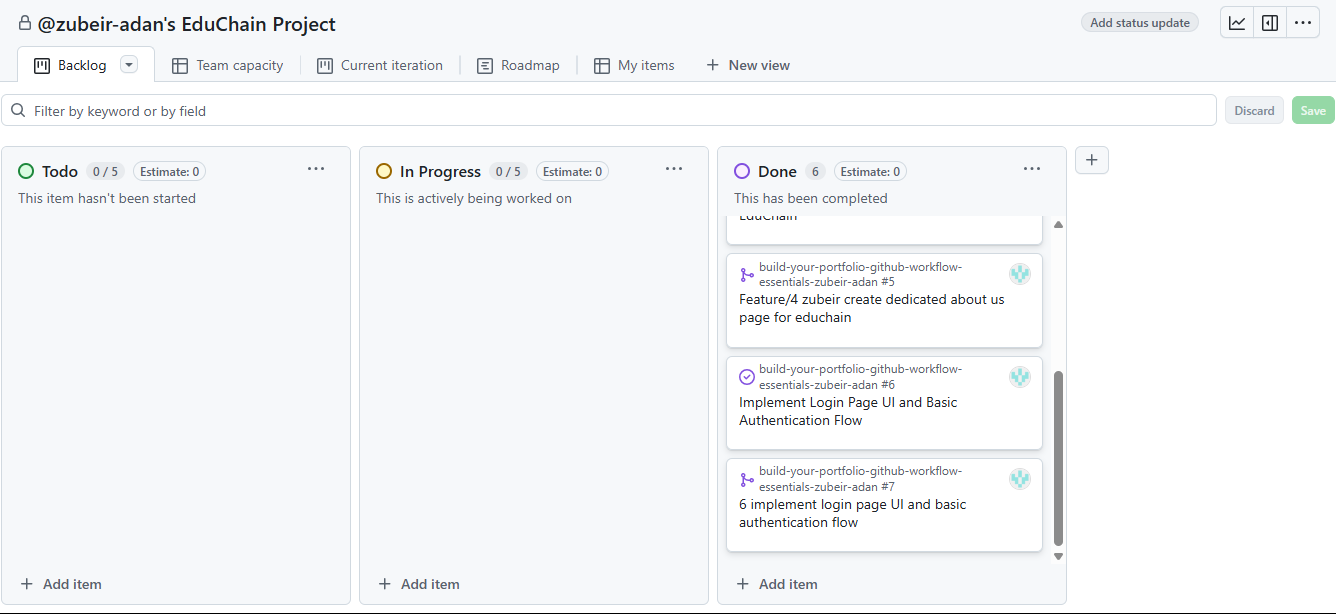 @zubeir-adan's EduChain Project
Add status update
Backlog
Team capacity
Current iteration
Roadmap
My items
New view
Filter by keyword or by field
Discard
Save
Todo 0 / 5 Estimate: 0
This item hasn't been started
Add item
In Progress 0 / 5 Estimate: 0
This is actively being worked on
Add item
Done 6 Estimate: 0
This has been completed
EduChain
build-your-portfolio-github-workflow-
essentials-zubeir-adan #5
Feature/4 zubeir create dedicated about us
page for educhain
build-your-portfolio-github-workflow-
essentials-zubeir-adan #6
Implement Login Page UI and Basic
Authentication Flow
build-your-portfolio-github-workflow-
essentials-zubeir-adan #7
6 implement login page UI and basic
authentication flow
Add item